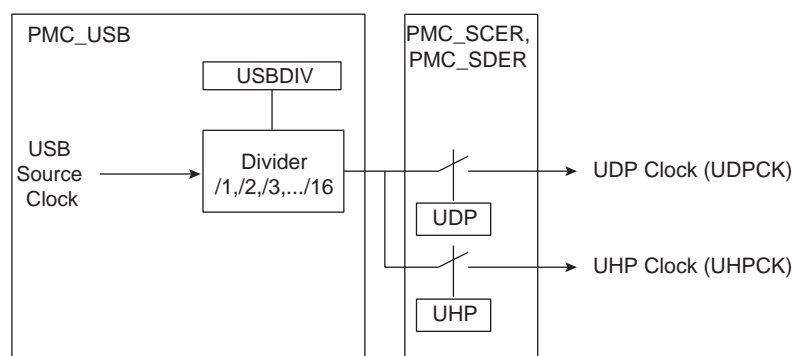 PMC_USB
USBDIV
USB
Source
Clock
Divider
/1,/2,/3,.../16
PMC_SCER,
PMC_SDER
UDP
UHP
UDP Clock (UDPCK)
UHP Clock (UHPCK)